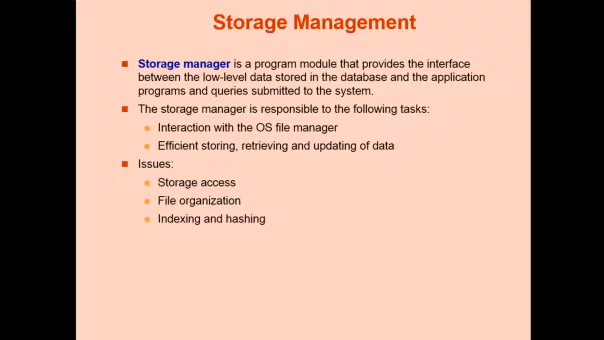 Storage Management
Storage manager is a program module that provides the interface
between the low-level data stored in the database and the application
programs and queries submitted to the system.
The storage manager is responsible to the following tasks:
Interaction with the OS file manager
Efficient storing, retrieving and updating of data
Issues:
Storage access
File organization
Indexing and hashing